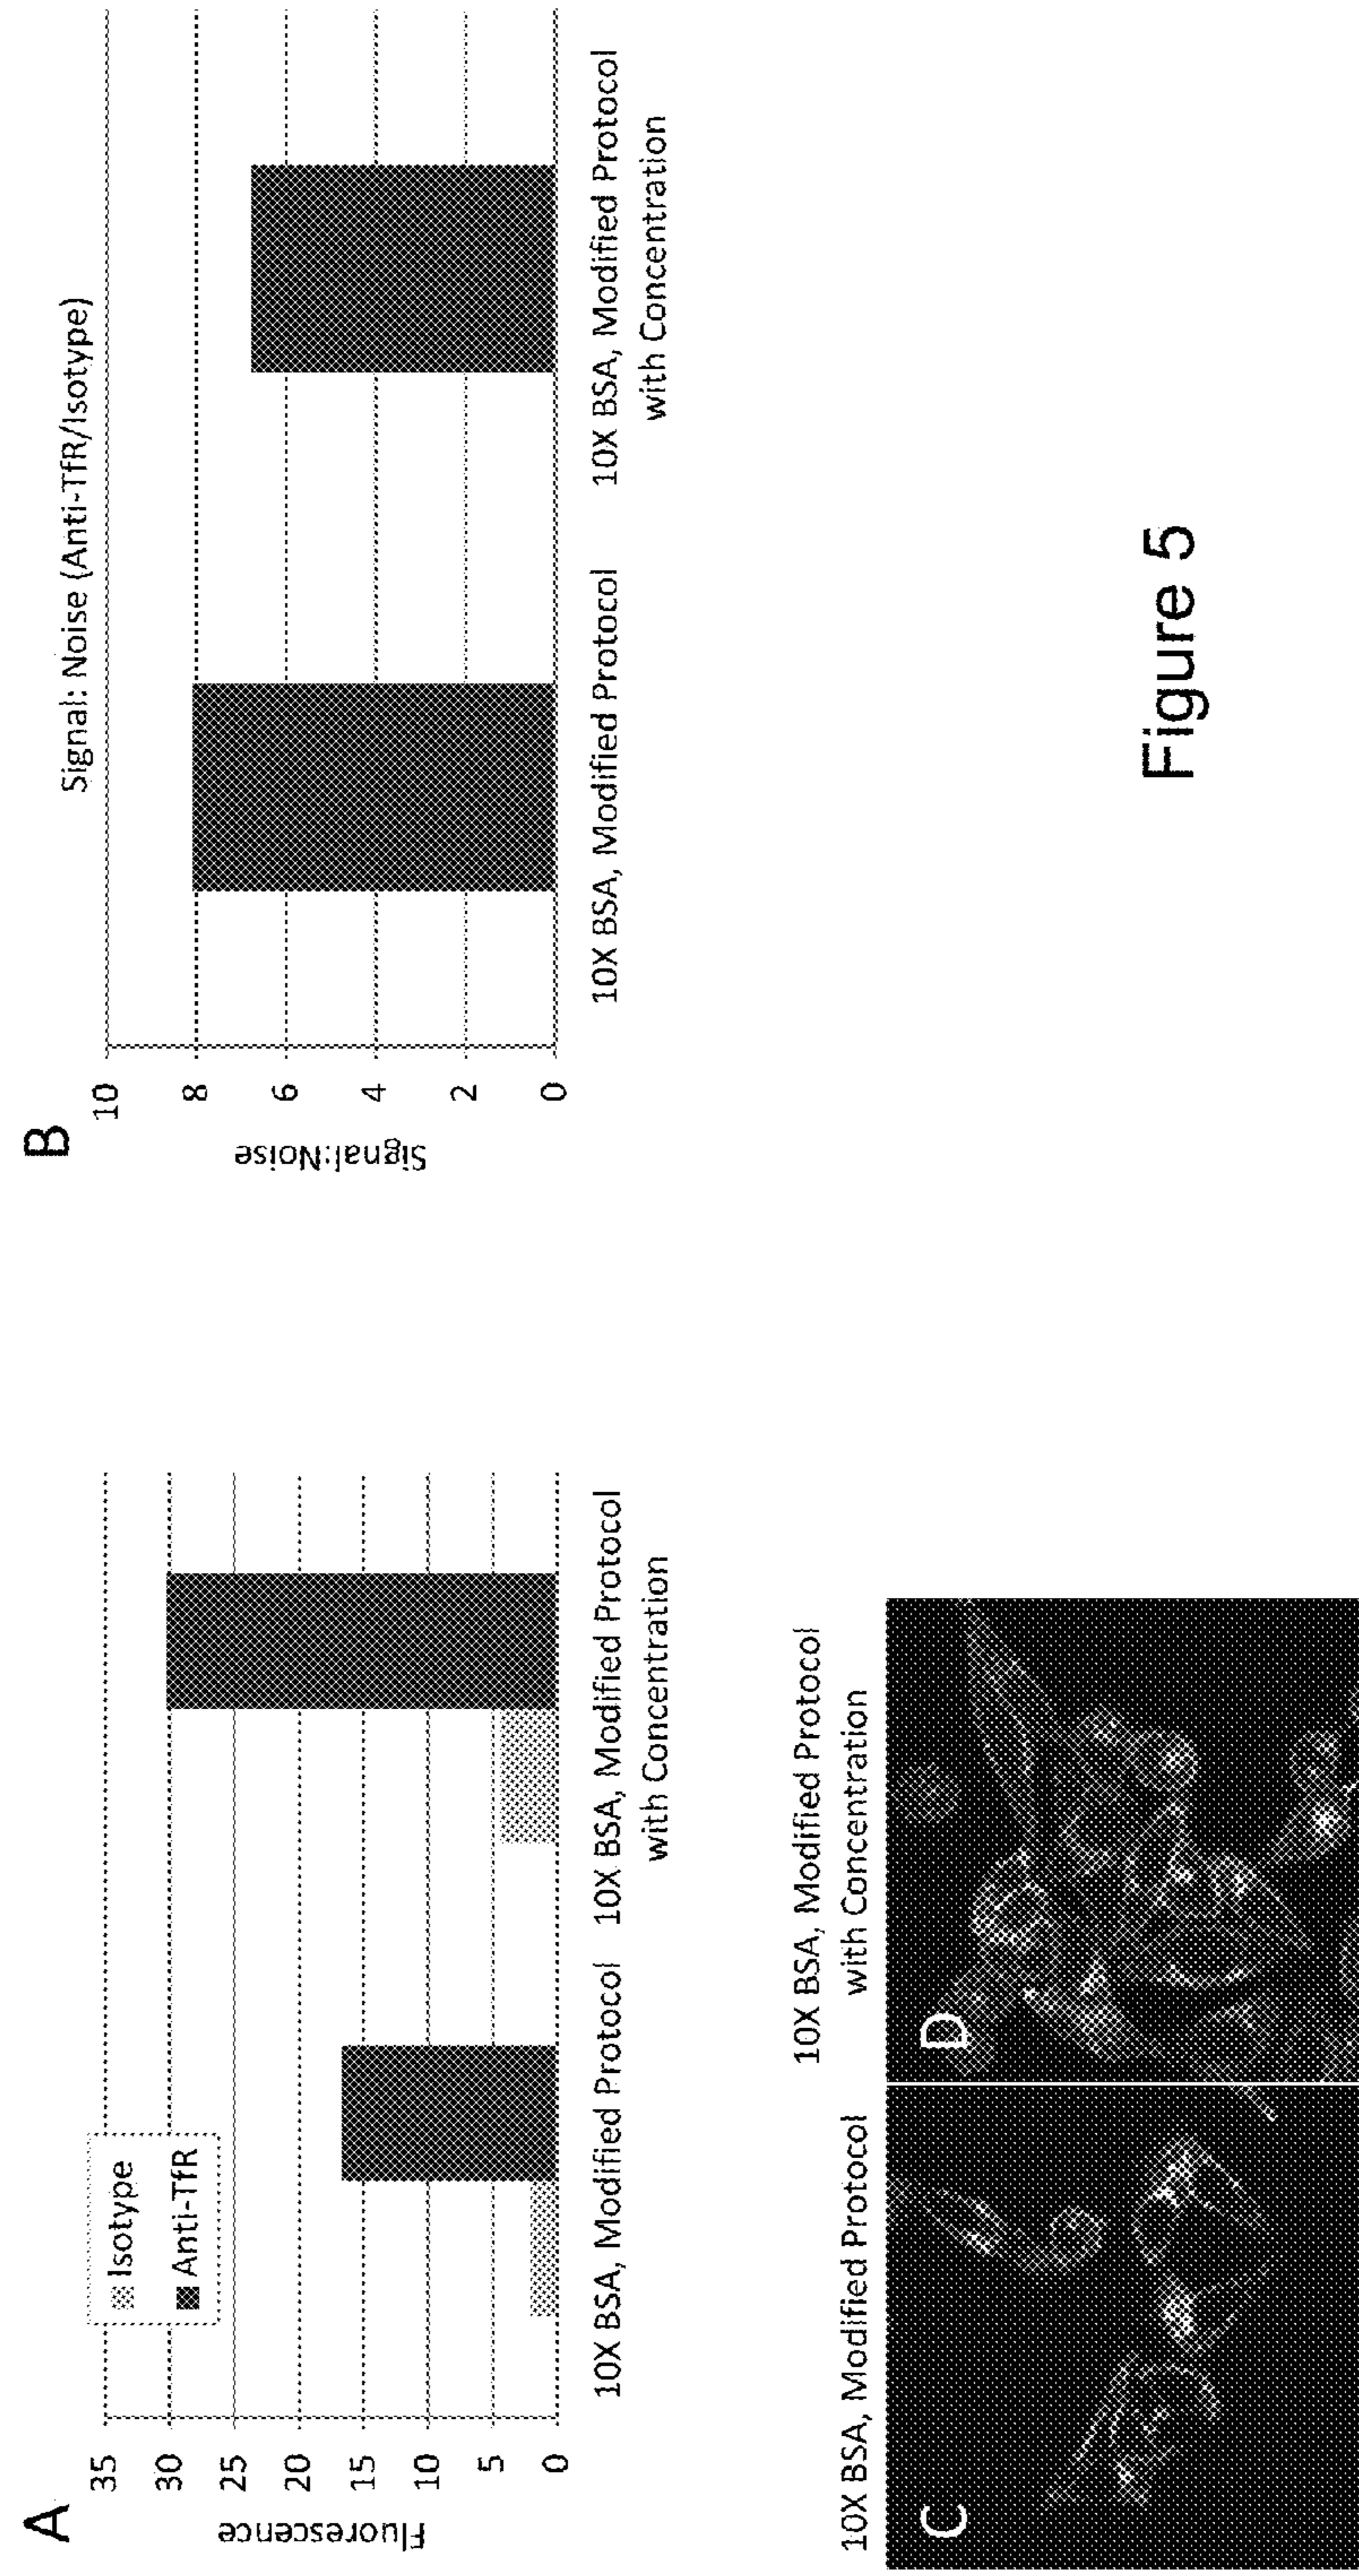 A
35
30
25
20
15
10
5
0
Fluorescence
Isotype
Anti-TfR
10X BSA, Modified Protocol
10X BSA, Modified Protocol
with Concentration
B
Signal: Noise (Anti-TfR/Isotype)
10
8
6
4
2
0
Signal:Noise
10X BSA, Modified Protocol
10X BSA, Modified Protocol
with Concentration
10X BSA, Modified Protocol
C
10X BSA, Modified Protocol
with Concentration
D
Figure 5